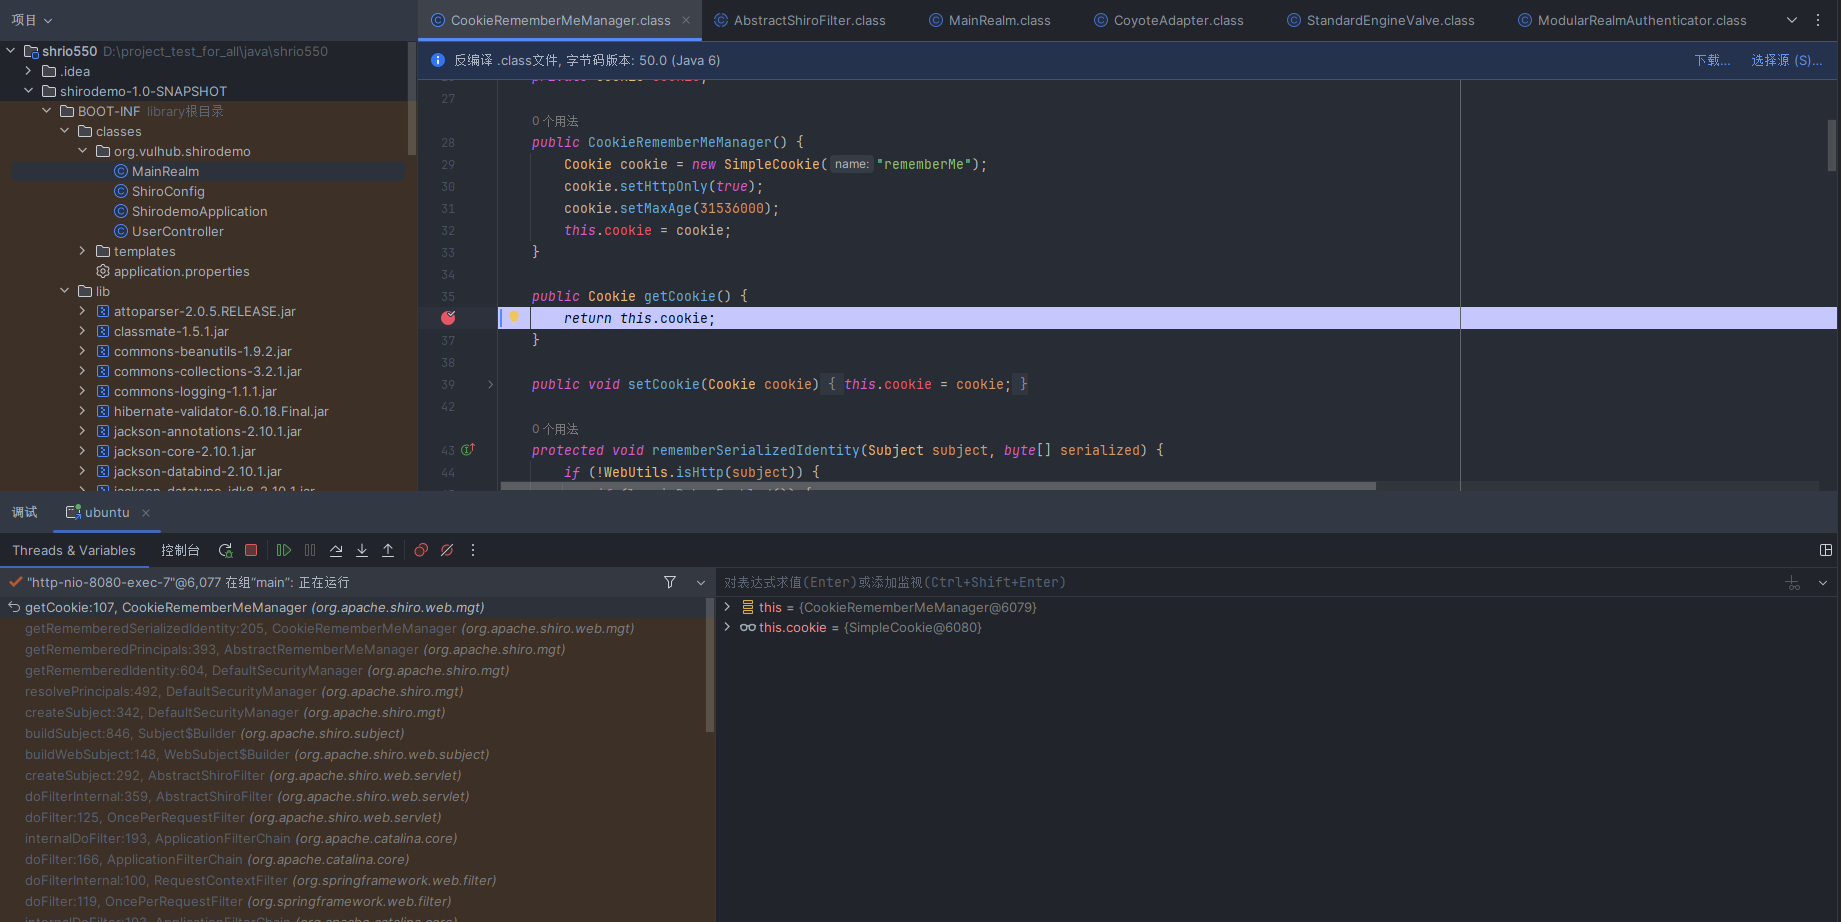 项目
CookieRememberMeManager.class
AbstractShiroFilter.class
MainRealm.class
CoyoteAdapter.class
StandardEngineValve.class
ModularRealmAuthenticator.class
shrio550 D:\project_test_for_all\java\shrio550
.idea
shirodemo-1.0-SNAPSHOT
BOOT-INF library根目录
classes
org.vulhub.shirodemo
MainRealm
ShiroConfig
ShirodemoApplication
UserController
templates
application.properties
lib
attoparser-2.0.5.RELEASE.jar
classmate-1.5.1.jar
commons-beanutils-1.9.2.jar
commons-collections-3.2.1.jar
commons-logging-1.1.1.jar
hibernate-validator-6.0.18.Final.jar
jackson-annotations-2.10.1.jar
jackson-core-2.10.1.jar
jackson-databind-2.10.1.jar
反编译 .class文件, 字节码版本: 50.0 (Java 6)
下载...
选择源 (S)...
27
0个用法
28 public CookieRememberMeManager() {
29 Cookie cookie = new SimpleCookie( name: "rememberMe");
30 cookie.setHttpOnly(true);
31 cookie.setMaxAge(31536000);
32 this.cookie = cookie;
33 }
34
35 public Cookie getCookie() {
return this.cookie;
37 }
38
39 public void setCookie(Cookie cookie) { this.cookie = cookie; }
42
0个用法
43 protected void rememberSerializedIdentity(Subject subject, byte[] serialized) {
44 if (!WebUtils.isHttp(subject)) {
调试
ubuntu
Threads & Variables
控制台
"http-nio-8080-exec-7"@6,077 在组"main": 正在运行
getCookie:107, CookieRememberMeManager (org.apache.shiro.web.mgt)
getRememberedSerializedIdentity:205, CookieRememberMeManager (org.apache.shiro.web.mgt)
getRememberedPrincipals:393, AbstractRememberMeManager (org.apache.shiro.mgt)
getRememberedIdentity:604, DefaultSecurityManager (org.apache.shiro.mgt)
resolvePrincipals:492, DefaultSecurityManager (org.apache.shiro.mgt)
createSubject:342, DefaultSecurityManager (org.apache.shiro.mgt)
buildSubject:846, Subject$Builder (org.apache.shiro.subject)
buildWebSubject:148, WebSubject$Builder (org.apache.shiro.web.subject)
createSubject:292, AbstractShiroFilter (org.apache.shiro.web.servlet)
doFilterInternal:359, AbstractShiroFilter (org.apache.shiro.web.servlet)
doFilter:125, OncePerRequestFilter (org.apache.shiro.web.servlet)
internalDoFilter:193, ApplicationFilterChain (org.apache.catalina.core)
doFilter:166, ApplicationFilterChain (org.apache.catalina.core)
doFilterInternal:100, RequestContextFilter (org.springframework.web.filter)
doFilter:119, OncePerRequestFilter (org.springframework.web.filter)
internalDoFilter:193, ApplicationFilterChain (org.apache.catalina.core)
对表达式求值(Enter)或添加监视(Ctrl+Shift+Enter)
this = {CookieRememberMeManager@6079}
this.cookie = {SimpleCookie@6080}